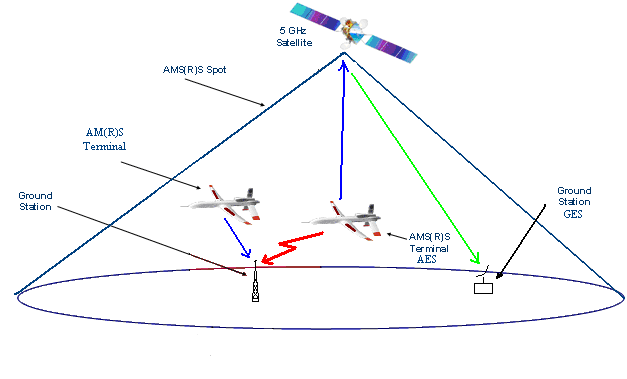 5 GHz
Satellite
AMS(R)S Spot
AM(R)S
Terminal
Ground
Station
Ground
Station
GES
AMS(R)S
Terminal
AES